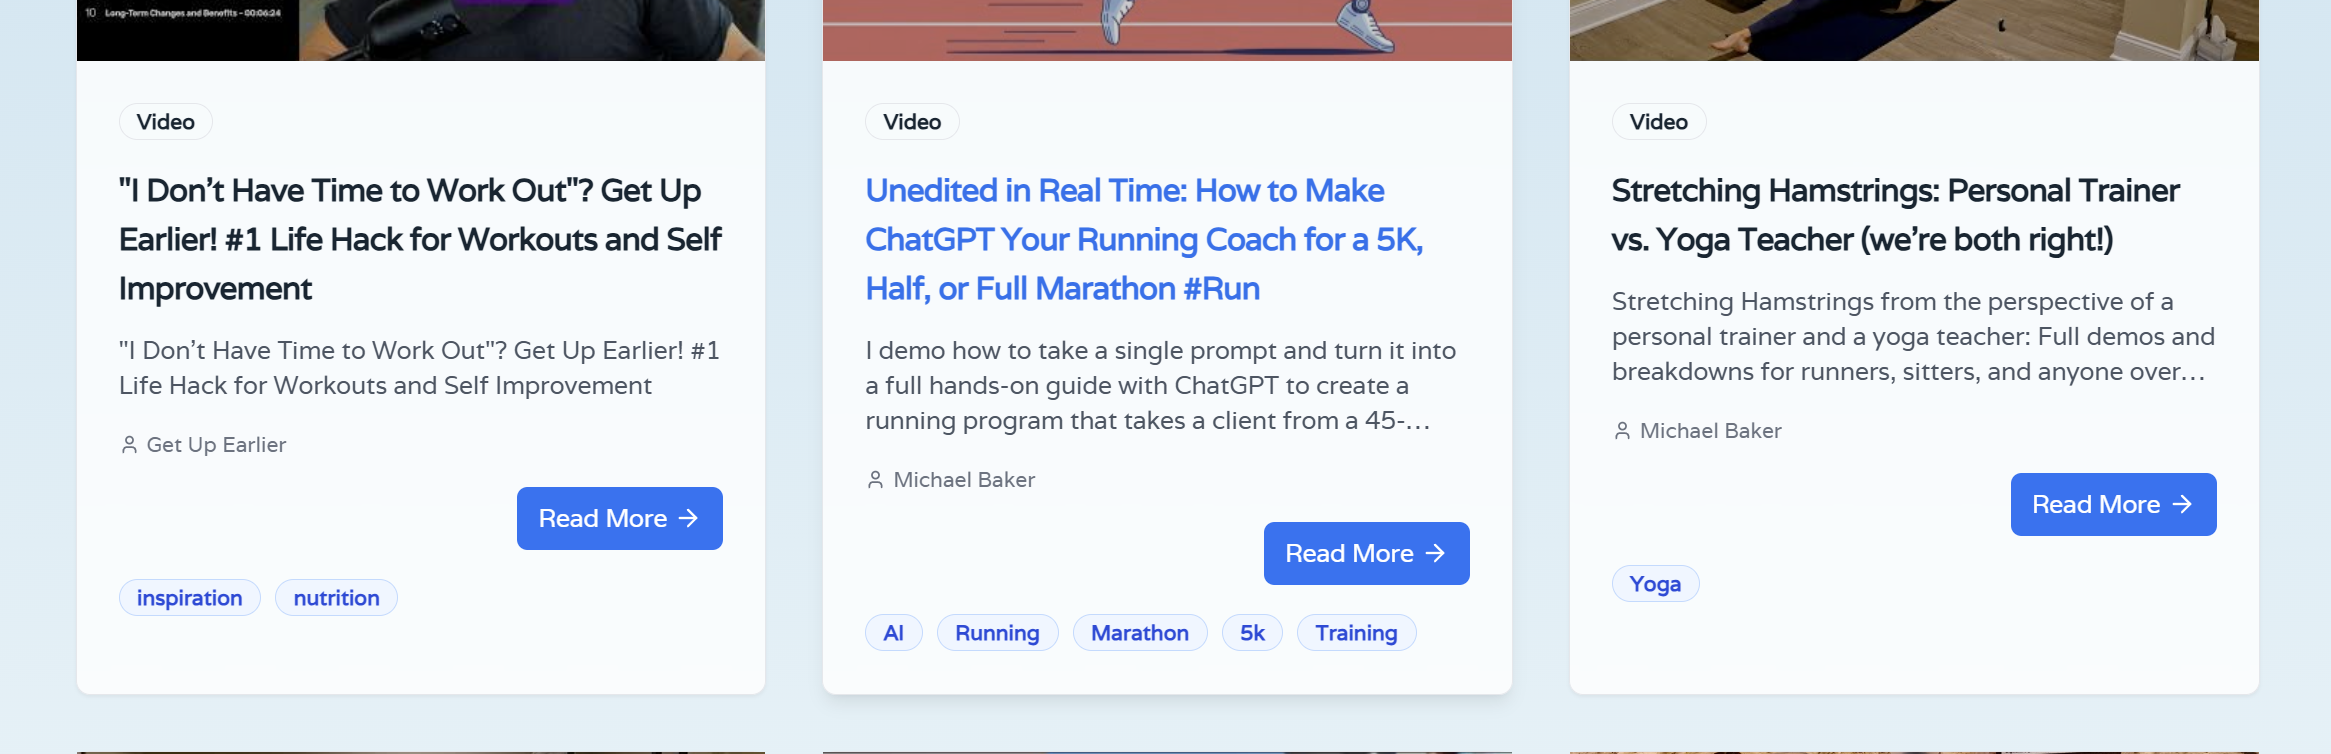 10 Long-Term Changes and Benefits - 00:06:24
Video
"I Don't Have Time to Work Out"? Get Up
Earlier! #1 Life Hack for Workouts and Self
Improvement
"I Don't Have Time to Work Out"? Get Up Earlier! #1
Life Hack for Workouts and Self Improvement
Get Up Earlier
Read More →
inspiration
nutrition
Video
Unedited in Real Time: How to Make
ChatGPT Your Running Coach for a 5K,
Half, or Full Marathon #Run
I demo how to take a single prompt and turn it into
a full hands-on guide with ChatGPT to create a
running program that takes a client from a 45-…
Michael Baker
Read More →
AI
Running
Marathon
5k
Training
Video
Stretching Hamstrings: Personal Trainer
vs. Yoga Teacher (we're both right!)
Stretching Hamstrings from the perspective of a
personal trainer and a yoga teacher: Full demos and
breakdowns for runners, sitters, and anyone over…
Michael Baker
Read More →
Yoga